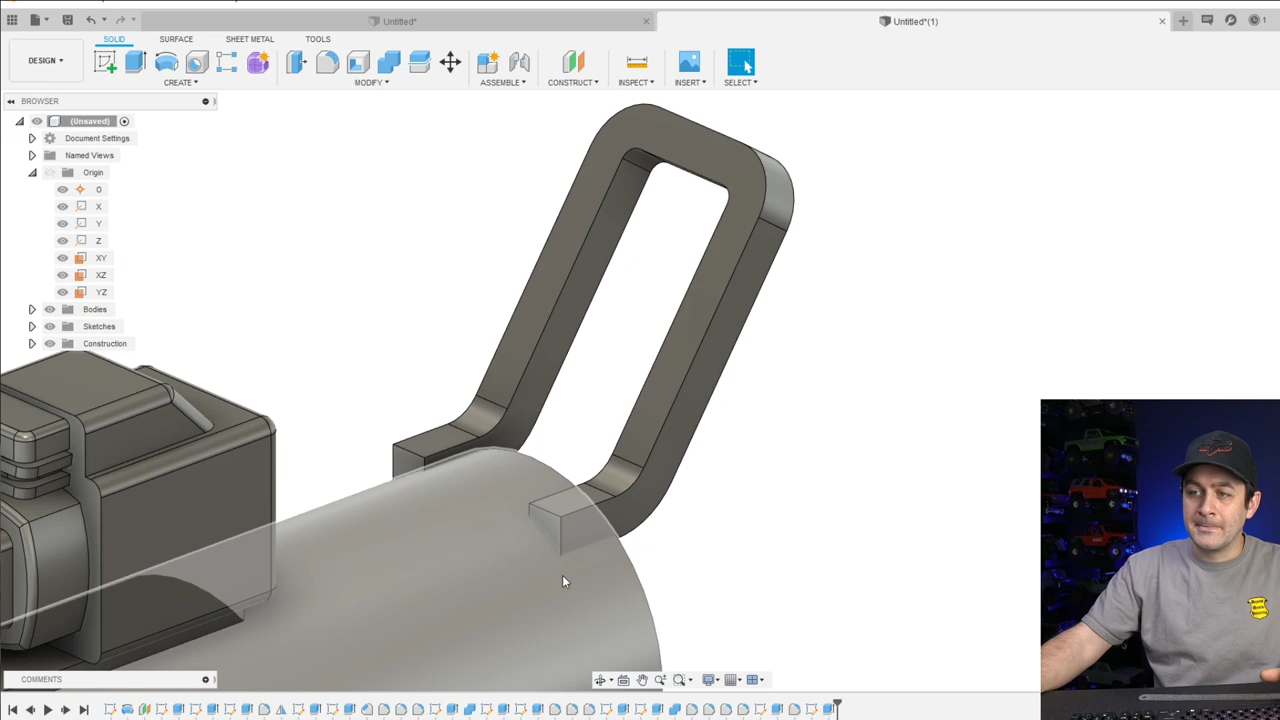 Untitled*
Untitled*(1)
1
DESIGN
SOLID
SURFACE
SHEET METAL
TOOLS
CREATE
MODIFY
ASSEMBLE
CONSTRUCT
INSPECT
INSERT
SELECT
BROWSER
(Unsaved)
Document Settings
Named Views
Origin
O
X
Y
Z
XY
XZ
YZ
Bodies
Sketches
Construction
COMMENTS